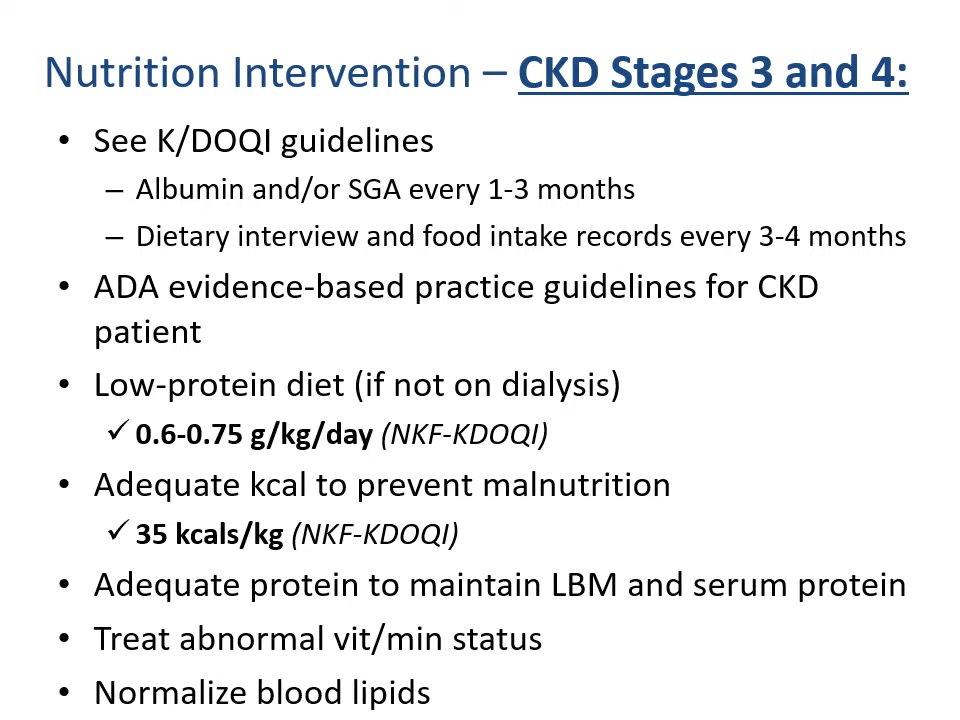 Nutrition Intervention – CKD Stages 3 and 4:
• See K/DOQI guidelines
– Albumin and/or SGA every 1-3 months
– Dietary interview and food intake records every 3-4 months
• ADA evidence-based practice guidelines for CKD
patient
• Low-protein diet (if not on dialysis)
✓ 0.6-0.75 g/kg/day (NKF-KDOQI)
• Adequate kcal to prevent malnutrition
✓ 35 kcals/kg (NKF-KDOQI)
• Adequate protein to maintain LBM and serum protein
• Treat abnormal vit/min status
• Normalize blood lipids